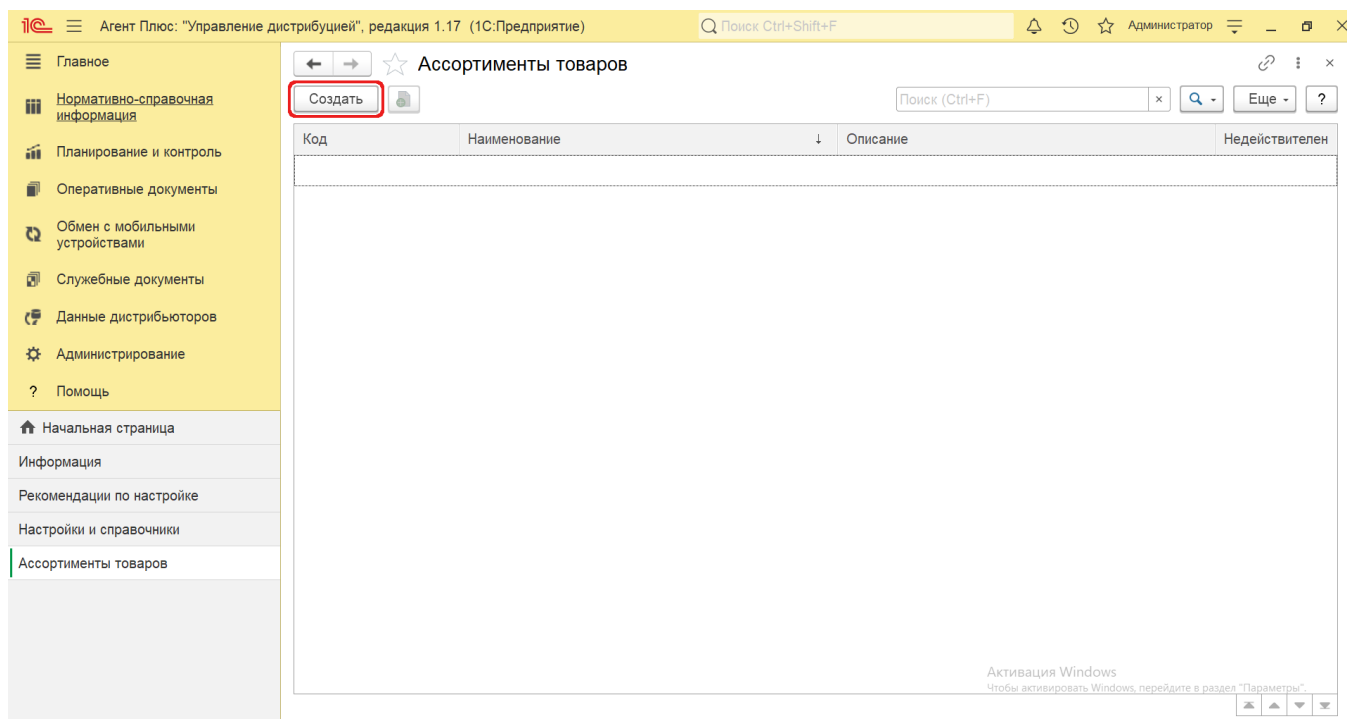 Агент Плюс: "Управление дистрибуцией", редакция 1.17 (1С:Предприятие)
Поиск Ctrl+Shift+F
Администратор
Главное
Нормативно-справочная
информация
Планирование и контроль
Оперативные документы
Обмен с мобильными
устройствами
Служебные документы
Данные дистрибьюторов
Администрирование
? Помощь
Начальная страница
Информация
Рекомендации по настройке
Настройки и справочники
Ассортименты товаров
Ассортименты товаров
Создать
Поиск (Ctrl+F)
Еще
?
Код Наименование ↓ Описание Недействителен
Активация Windows
Чтобы активировать Windows, перейдите в раздел "Параметры".